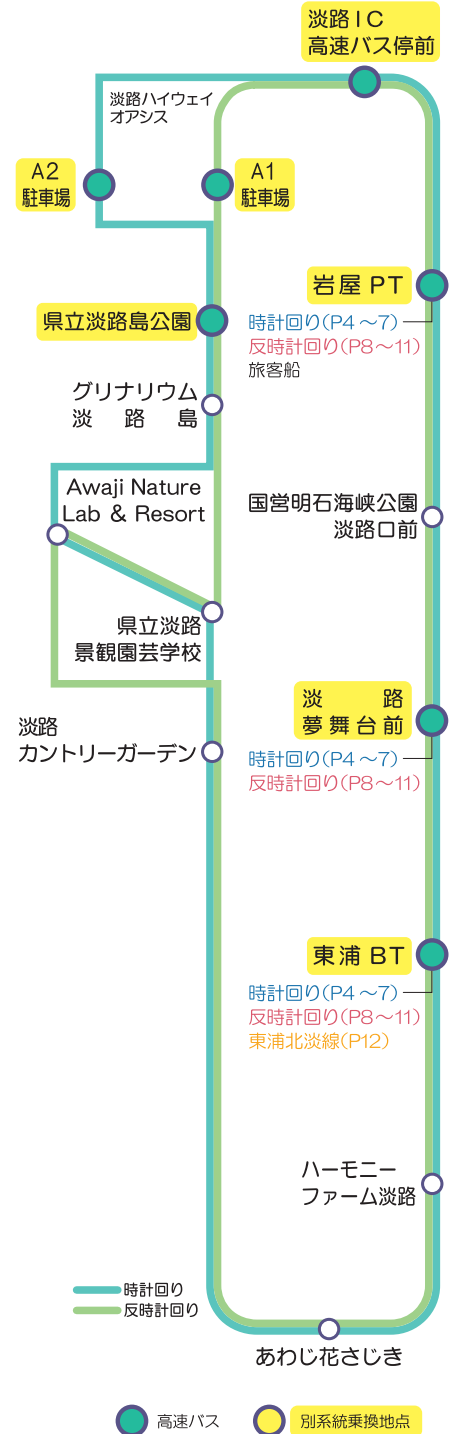 淡路IC
高速バス停前
淡路ハイウェイ
オアシス
A2
駐車場
A1
駐車場
岩屋 PT
時計回り(P4～7)
反時計回り(P8～11)
旅客船
県立淡路島公園
グリナリウム
淡路島
Awaji Nature
Lab & Resort
国営明石海峡公園
淡路口前
県立淡路
景観園芸学校
淡路
夢舞台前
時計回り(P4～7)
反時計回り(P8～11)
淡路
カントリーガーデン
東浦 BT
時計回り(P4～7)
反時計回り(P8～11)
東浦北淡線(P12)
ハーモニー
ファーム淡路
時計回り
反時計回り
あわじ花さじき
高速バス
別系統乗換地点